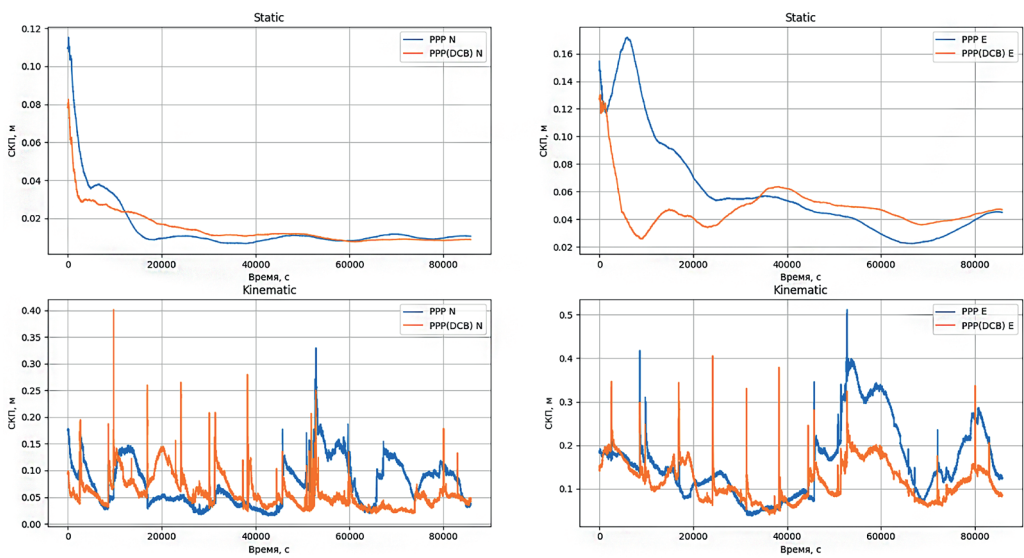 Static
0.12
0.10
0.08
0.06
0.04
0.02
СКП, м
PPP N
PPP(DCB) N
0 20000 40000 60000 80000
Время, с
Static
0.16
0.14
0.12
0.10
0.08
0.06
0.04
0.02
СКП, м
PPP E
PPP(DCB) E
0 20000 40000 60000 80000
Время, с
Kinematic
0.40
0.35
0.30
0.25
0.20
0.15
0.10
0.05
0.00
СКП, м
PPP N
PPP(DCB) N
0 20000 40000 60000 80000
Время, с
Kinematic
0.5
0.4
0.3
0.2
0.1
СКП, м
PPP E
PPP(DCB) E
0 20000 40000 60000 80000
Время, с